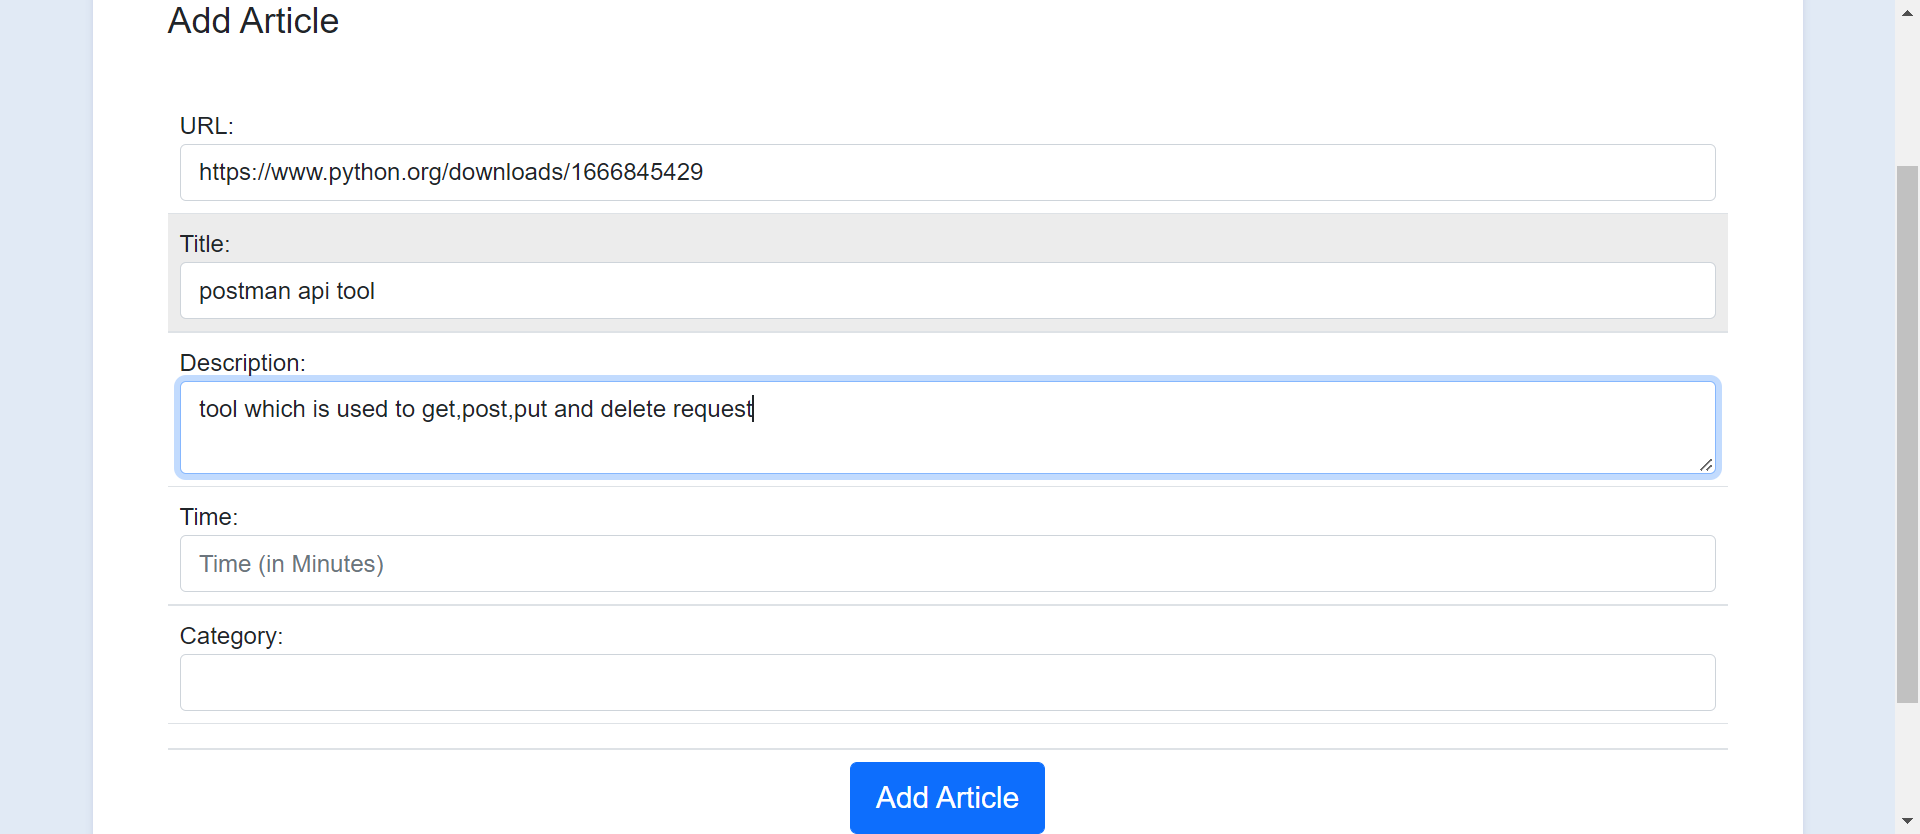 Add Article
URL:
https://www.python.org/downloads/1666845429
Title:
postman api tool
Description:
tool which is used to get,post,put and delete request
Time:
Time (in Minutes)
Category:
Add Article